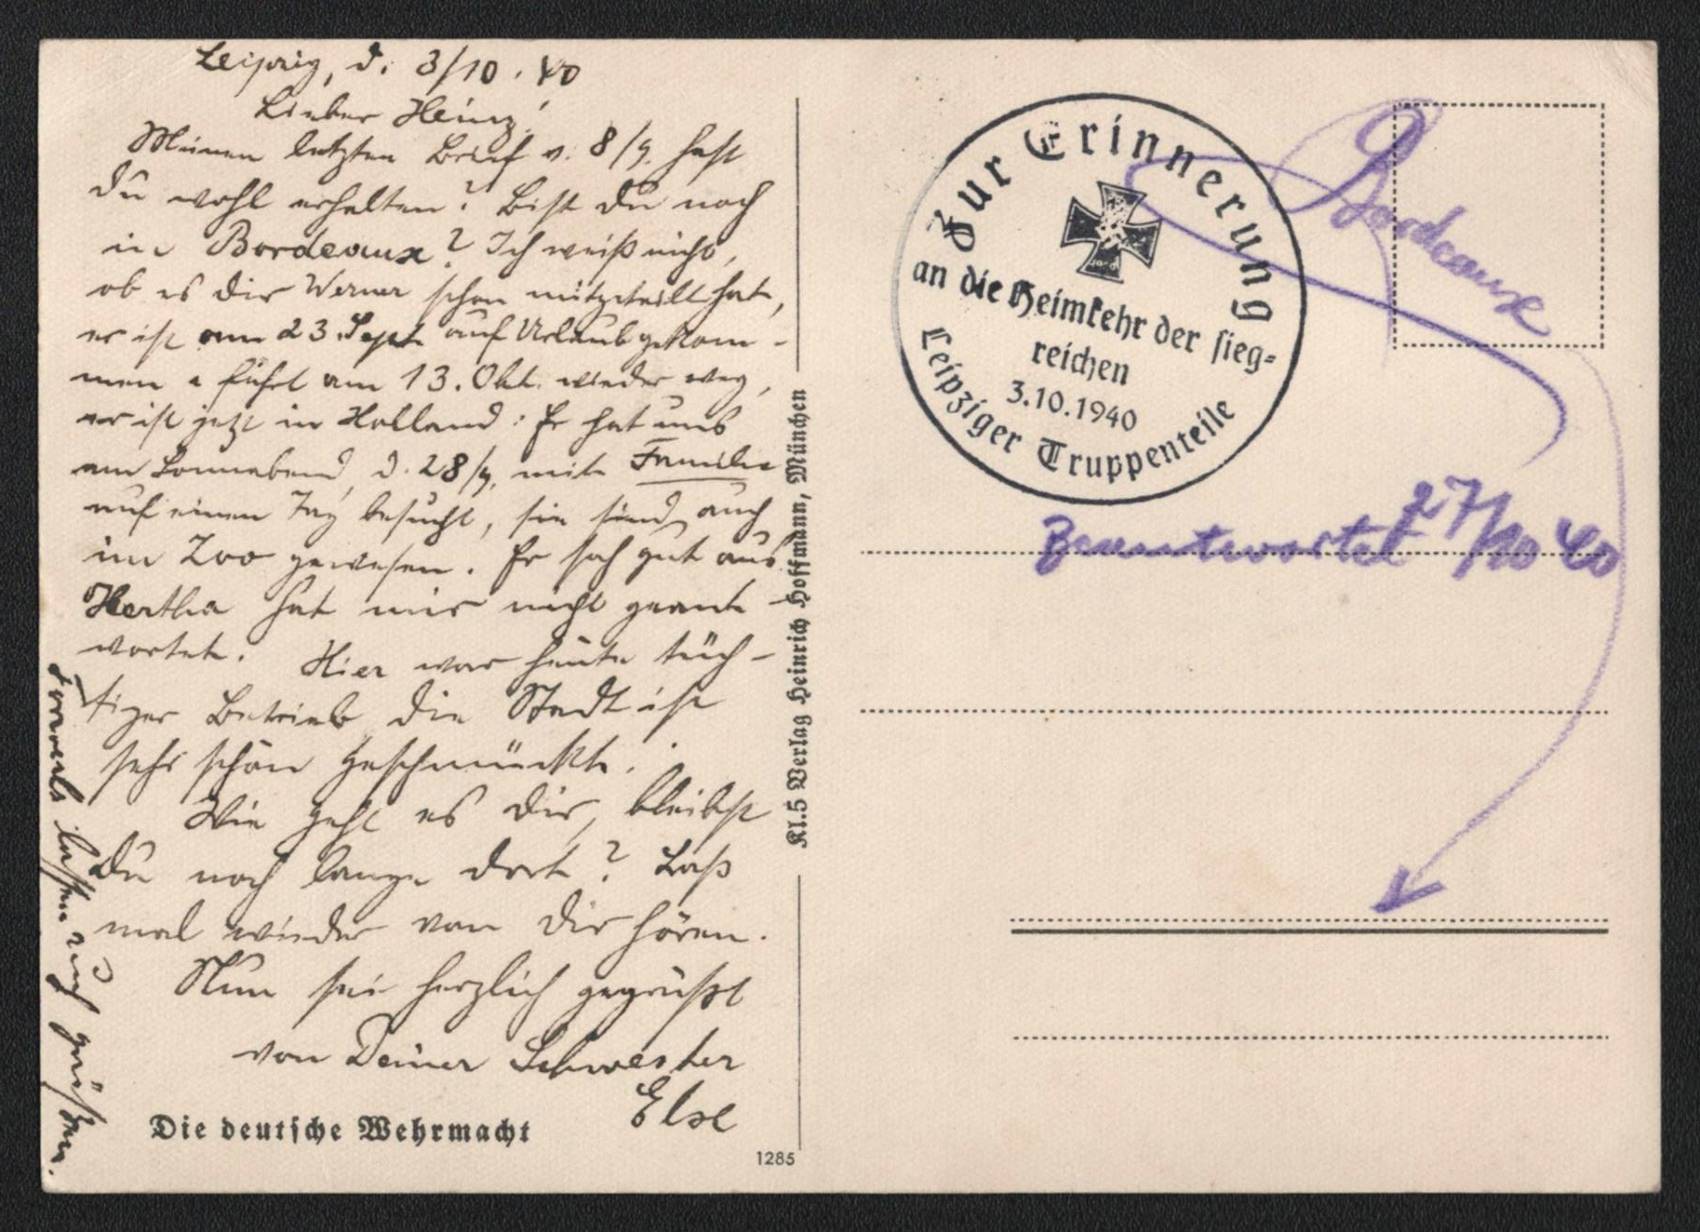 Leipzig, d. 3/10. 40
Lieber Heinz!
Meinen letzten Brief v. 8/9. hast
Du wohl erhalten? Bist Du noch
in Bordeaux? Ich weiß nicht,
ob es dir Werner schon mitgeteilt hat,
er ist am 23. Sept. auf Urlaub gekom-
men u. fährt am 13. Okt. wieder weg,
er ist jetzt in Holland. Er hat uns
am Sonnabend, d. 28/9. mit Familie
auf einen Tag besucht, sie sind auch
im Zoo gewesen. Er sah gut aus.
Hertha hat mir nicht geant-
wortet. Hier war heute tüch-
tiger Betrieb, die Stadt ist
sehr schön geschmückt.
Wie geht es Dir, bleibst
Du noch lange dort? Laß
mal wieder von Dir hören.
Nun sei herzlich gegrüßt
von Deiner Schwester
Else
lassen auch grüßen.
Die deutsche Wehrmacht
1285
Kl.5 Verlag Heinrich Hoffmann, München
Zur Erinnerung
an die Heimkehr der sieg-
reichen
3.10.1940
Leipziger Truppenteile
Bordeaux
Beantwortet 27/10 40